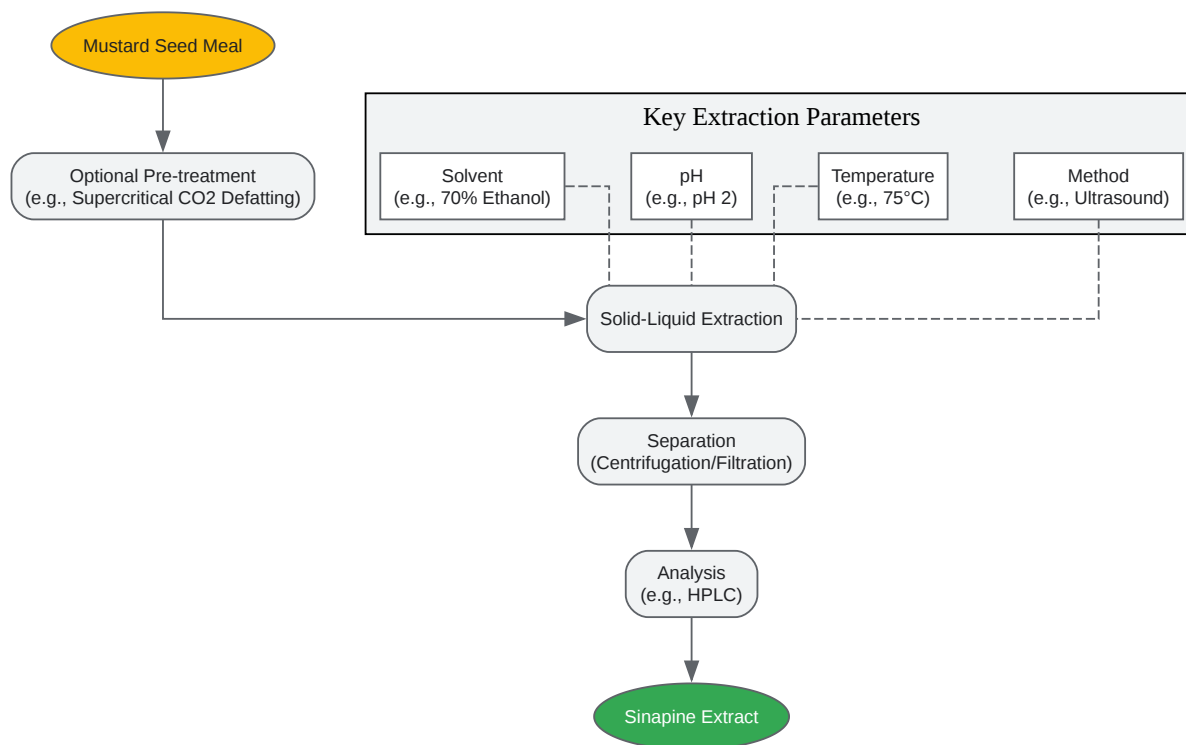 Mustard Seed Meal
Optional Pre-treatment
(e.g., Supercritical CO2 Defatting)
Key Extraction Parameters
Solvent
(e.g., 70% Ethanol)
pH
(e.g., pH 2)
Temperature
(e.g., 75°C)
Method
(e.g., Ultrasound)
Solid-Liquid Extraction
Separation
(Centrifugation/Filtration)
Analysis
(e.g., HPLC)
Sinapine Extract